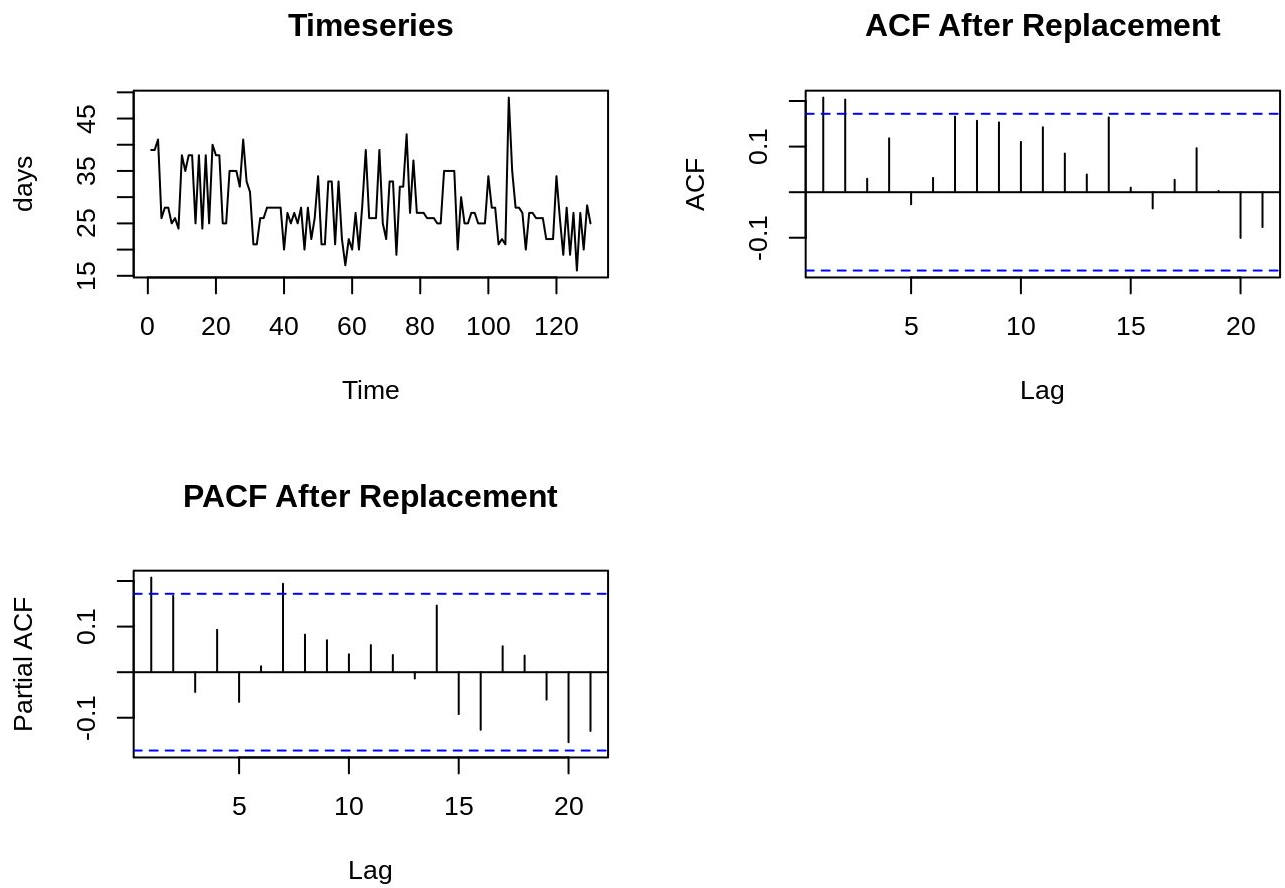 Timeseries
days
15 25 35 45
0 20 40 60 80 100 120
Time
ACF After Replacement
ACF
-0.1 0.1
5 10 15 20
Lag
PACF After Replacement
Partial ACF
-0.1 0.1
5 10 15 20
Lag